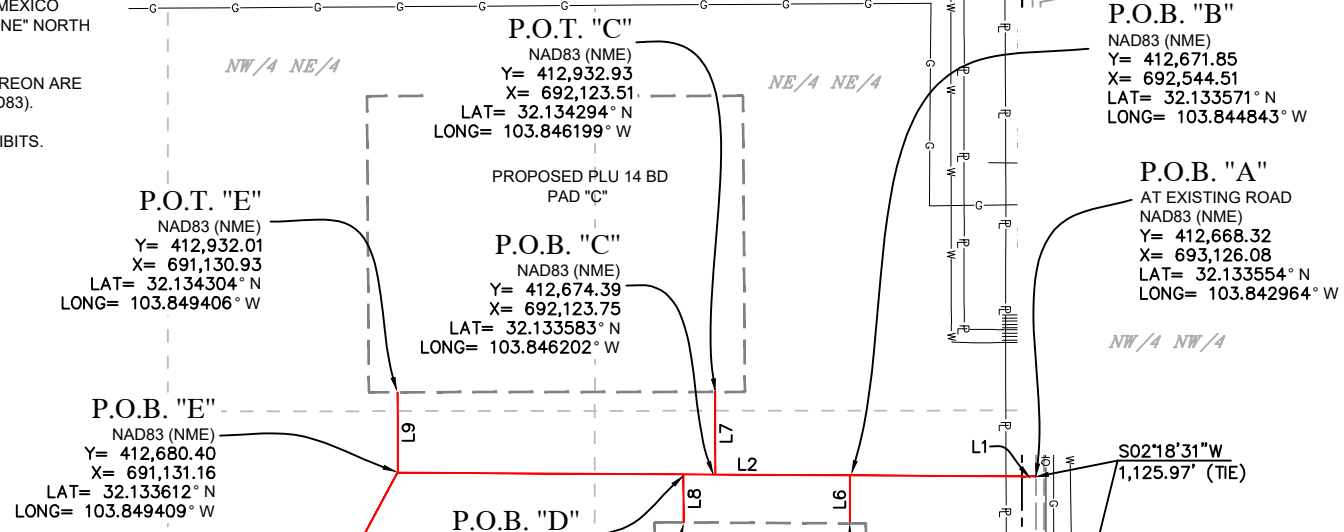 MEXICO
NE" NORTH
REON ARE
D83).
IBITS.
G G G G G G G G G
NW/4 NE/4
P.O.T. "C"
NAD83 (NME)
Y= 412,932.93
X= 692,123.51
LAT= 32.134294° N
LONG= 103.846199° W
NE/4 NE/4
P.O.B. "B"
NAD83 (NME)
Y= 412,671.85
X= 692,544.51
LAT= 32.133571° N
LONG= 103.844843° W
PROPOSED PLU 14 BD
PAD "C"
P.O.B. "A"
AT EXISTING ROAD
NAD83 (NME)
Y= 412,668.32
X= 693,126.08
LAT= 32.133554° N
LONG= 103.842964° W
P.O.T. "E"
NAD83 (NME)
Y= 412,932.01
X= 691,130.93
LAT= 32.134304° N
LONG= 103.849406° W
P.O.B. "C"
NAD83 (NME)
Y= 412,674.39
X= 692,123.75
LAT= 32.133583° N
LONG= 103.846202° W
NW/4 NW/4
P.O.B. "E"
NAD83 (NME)
Y= 412,680.40
X= 691,131.16
LAT= 32.133612° N
LONG= 103.849409° W
L9
L7
L2
L1
S02°18'31"W
1,125.97' (TIE)
L8
L6
P.O.B. "D"